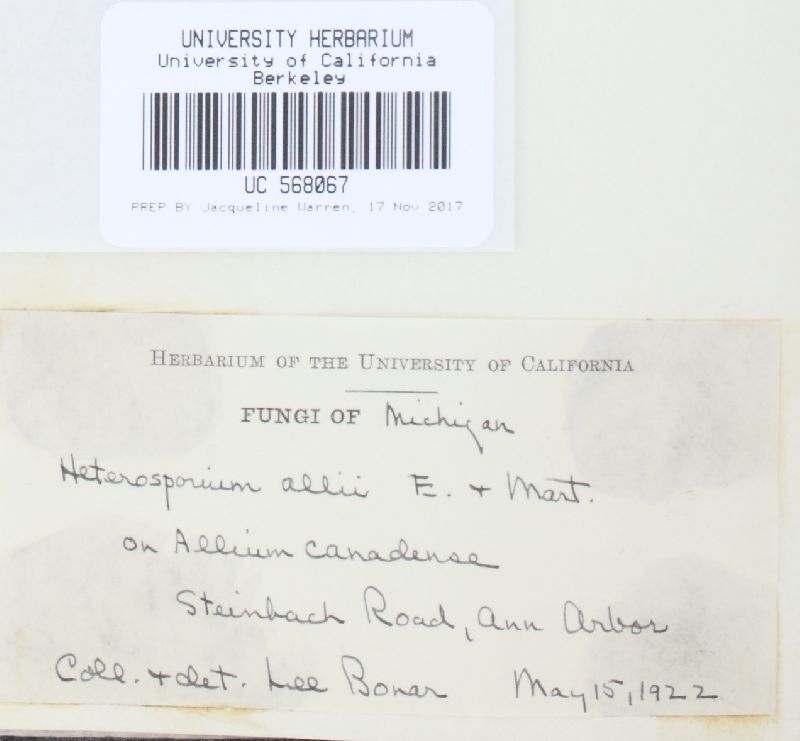 UNIVERSITY HERBARIUM
University of California
Berkeley
UC 568067
PREP BY Jacqueline Warren, 17 Nov 2017
HERBARIUM OF THE UNIVERSITY OF CALIFORNIA
FUNGI OF Michigan
Heterosporium allii E. + Mart.
on Allium canadense
Steinbach Road, Ann Arbor
Coll. + det. Lee Bonar May 15, 1922